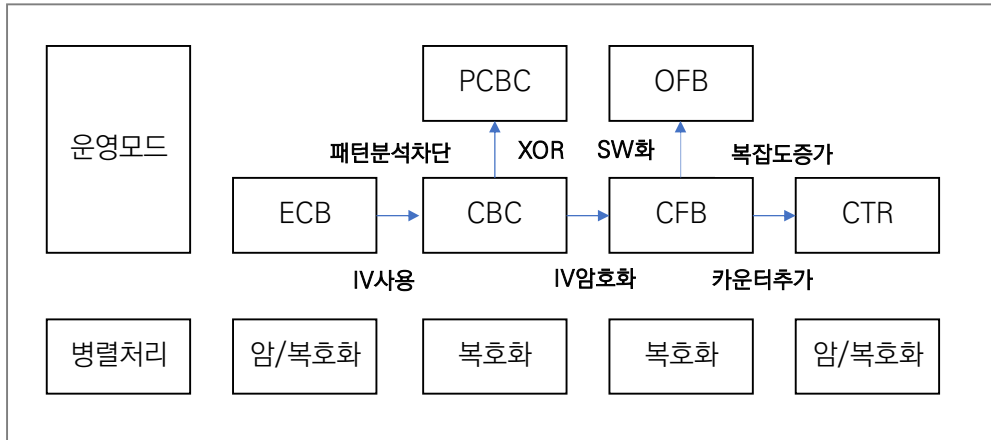 PCBC
OFB
운영모드
패턴분석차단
XOR
SW화
복잡도증가
ECB
CBC
CFB
CTR
IV사용
IV암호화
카운터추가
병렬처리
암/복호화
복호화
복호화
암/복호화